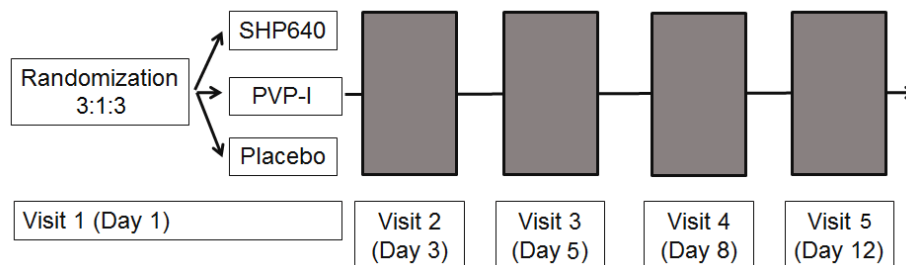 SHP640
Randomization
3:1:3
PVP-I
Placebo
Visit 1 (Day 1)
Visit 2
(Day 3)
Visit 3
(Day 5)
Visit 4
(Day 8)
Visit 5
(Day 12)